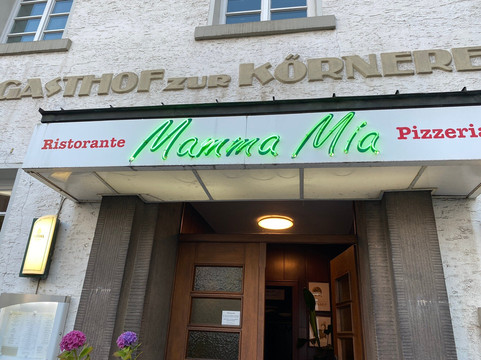 GASTHOF ZUR KÖRNERE
Ristorante Mamma Mia Pizzeria